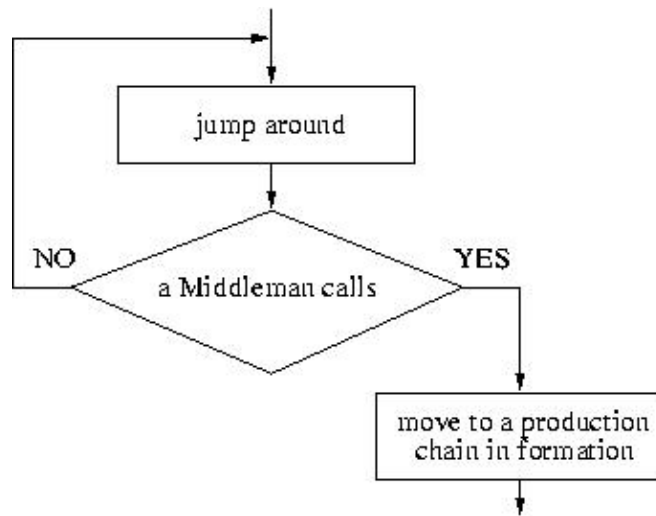 jump around
NO
YES
a Middleman calls
move to a production
chain in formation